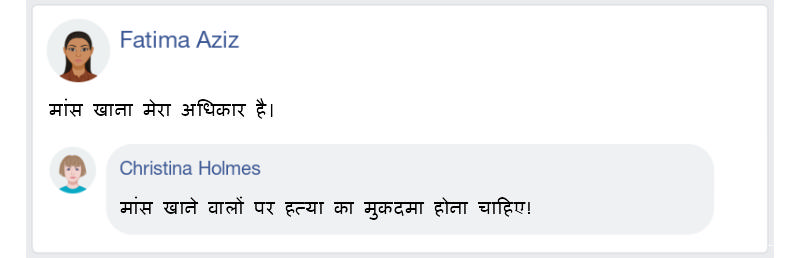 Fatima Aziz
मांस खाना मेरा अधिकार है।
Christina Holmes
मांस खाने वालों पर हत्या का मुकदमा होना चाहिए!